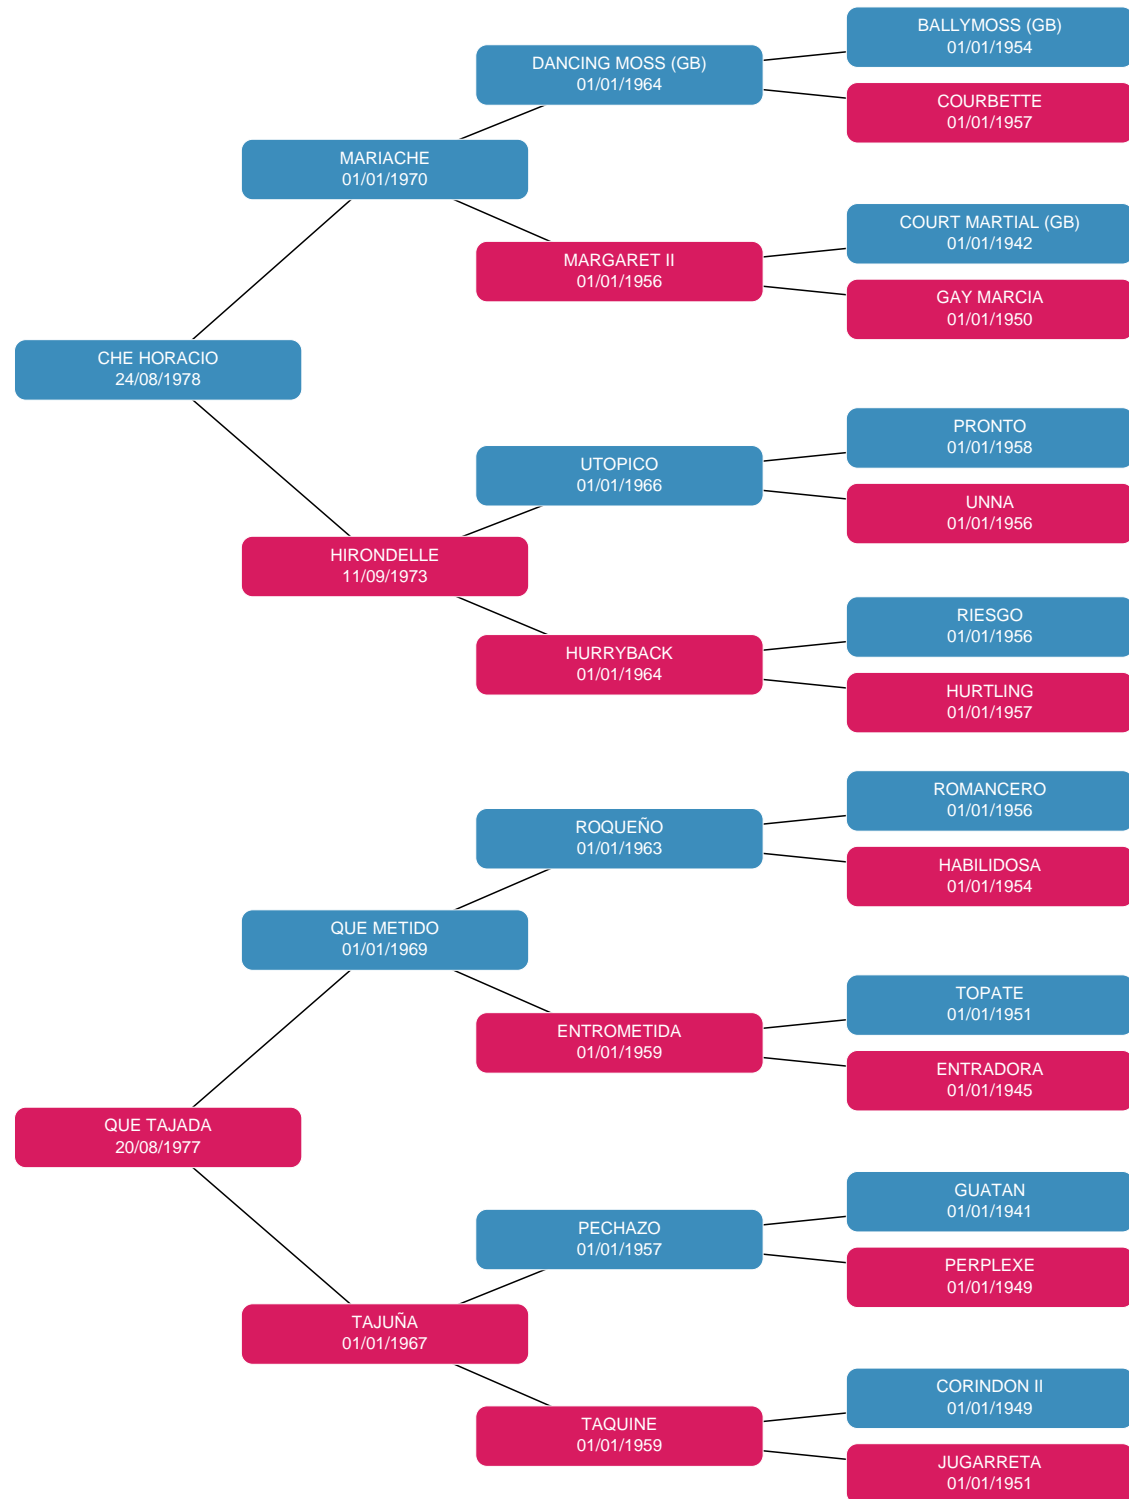 BALLYMOSS (GB)
01/01/1954
DANCING MOSS (GB)
01/01/1964
COURBETTE
01/01/1957
MARIACHE
01/01/1970
COURT MARTIAL (GB)
01/01/1942
MARGARET II
01/01/1956
GAY MARCIA
01/01/1950
CHE HORACIO
24/08/1978
PRONTO
01/01/1958
UTOPICO
01/01/1966
UNNA
01/01/1956
HIRONDELLE
11/09/1973
RIESGO
01/01/1956
HURRYBACK
01/01/1964
HURTLING
01/01/1957
ROMANCERO
01/01/1956
ROQUEÑO
01/01/1963
HABILIDOSA
01/01/1954
QUE METIDO
01/01/1969
TOPATE
01/01/1951
ENTROMETIDA
01/01/1959
ENTRADORA
01/01/1945
QUE TAJADA
20/08/1977
GUATAN
01/01/1941
PECHAZO
01/01/1957
PERPLEXE
01/01/1949
TAJUÑA
01/01/1967
CORINDON II
01/01/1949
TAQUINE
01/01/1959
JUGARRETA
01/01/1951